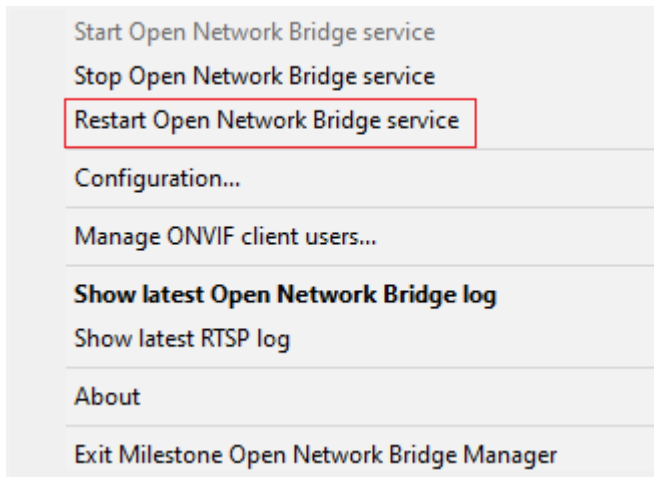 Start Open Network Bridge service
Stop Open Network Bridge service
Restart Open Network Bridge service
Configuration...
Manage ONVIF client users...
Show latest Open Network Bridge log
Show latest RTSP log
About
Exit Milestone Open Network Bridge Manager